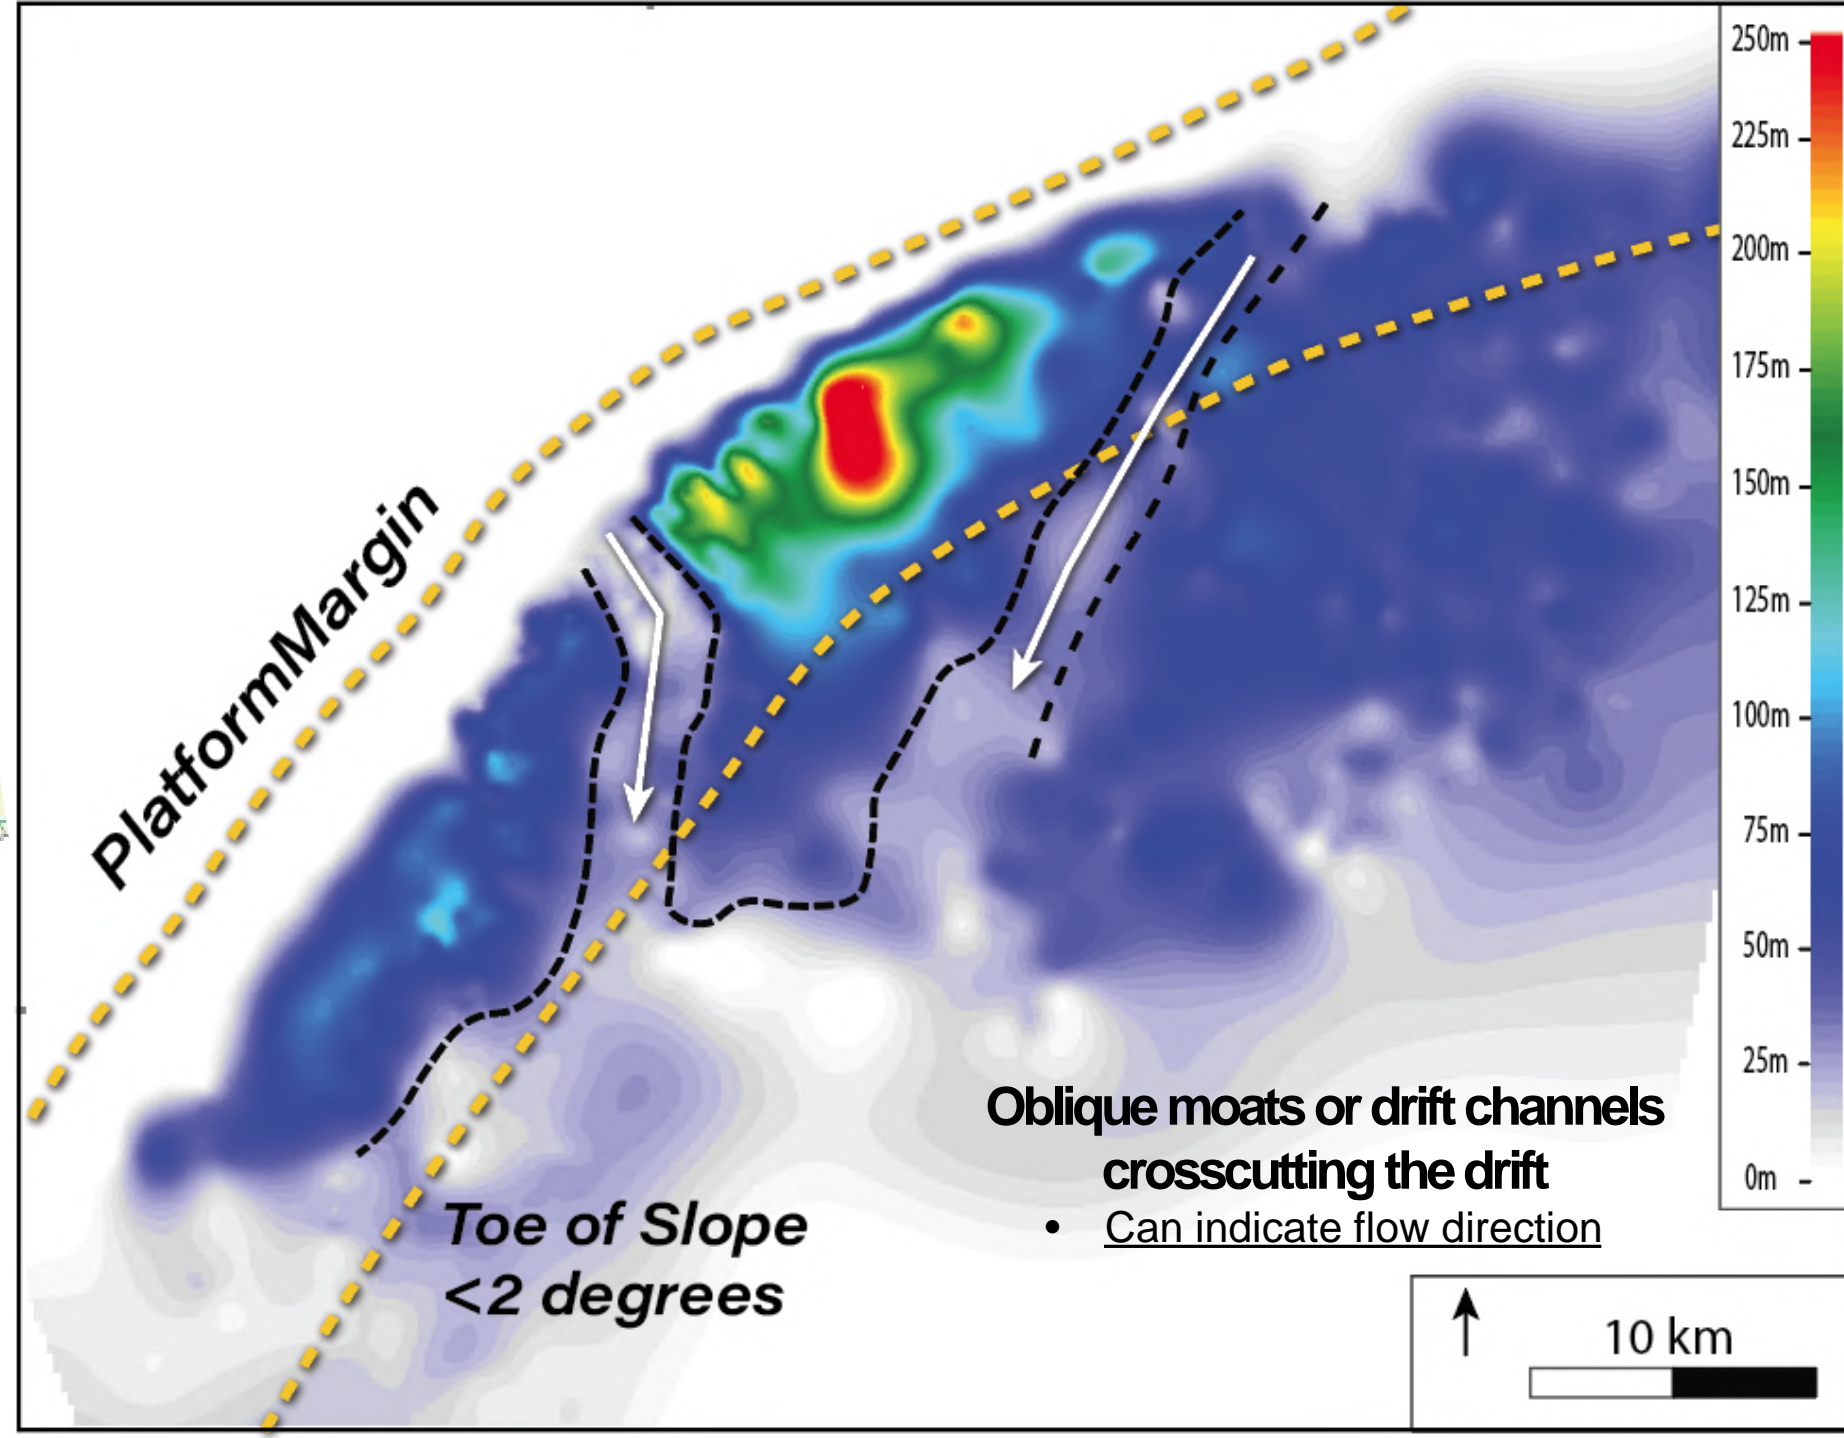 PlatformMargin
Toe of Slope
<2 degrees
Oblique moats or drift channels
crosscutting the drift
• Can indicate flow direction
250m
225m
200m
175m
150m
125m
100m
75m
50m
25m
0m
10 km